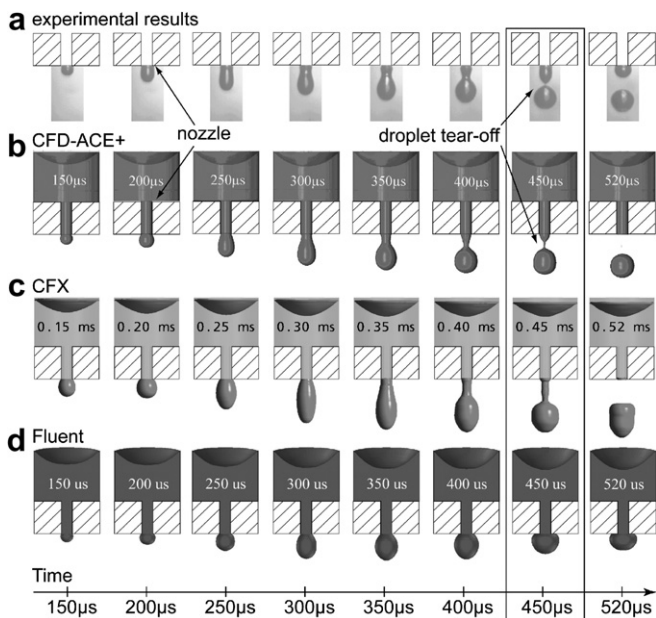 a experimental results
nozzle
droplet tear-off
b CFD-ACE+
150µs 200µs 250µs 300µs 350µs 400µs 450µs 520µs
c CFX
0.15 ms 0.20 ms 0.25 ms 0.30 ms 0.35 ms 0.40 ms 0.45 ms 0.52 ms
d Fluent
150 us 200 us 250 us 300 us 350 us 400 us 450 us 520 us
Time
150µs 200µs 250µs 300µs 350µs 400µs 450µs 520µs